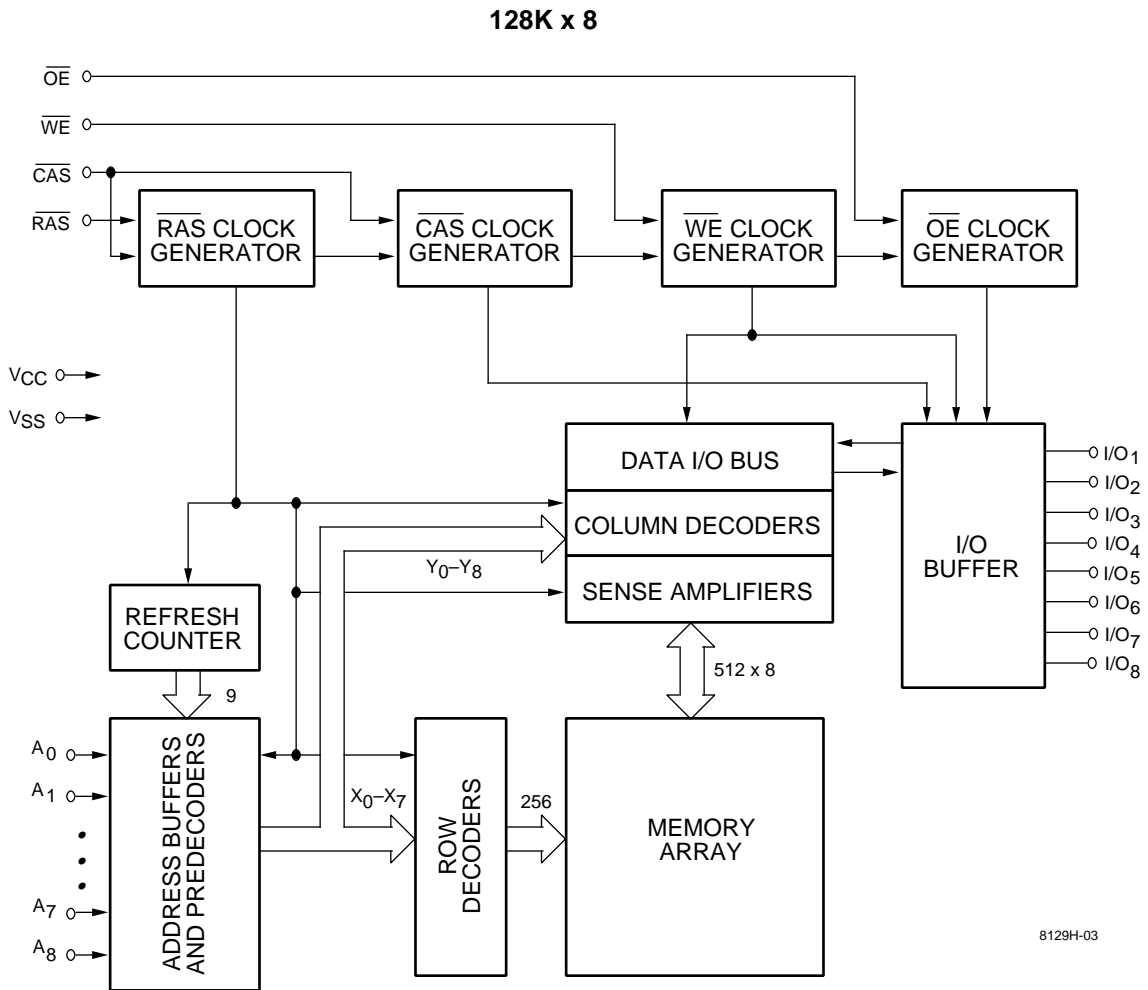 128K x 8
OE
WE
CAS
RAS
RAS CLOCK
GENERATOR
CAS CLOCK
GENERATOR
WE CLOCK
GENERATOR
OE CLOCK
GENERATOR
VCC
VSS
DATA I/O BUS
COLUMN DECODERS
SENSE AMPLIFIERS
Y0–Y8
I/O
BUFFER
I/O1
I/O2
I/O3
I/O4
I/O5
I/O6
I/O7
I/O8
REFRESH
COUNTER
9
512 x 8
A0
A1
A7
A8
ADDRESS BUFFERS
AND PREDECODERS
X0–X7
ROW
DECODERS
256
MEMORY
ARRAY
8129H-03